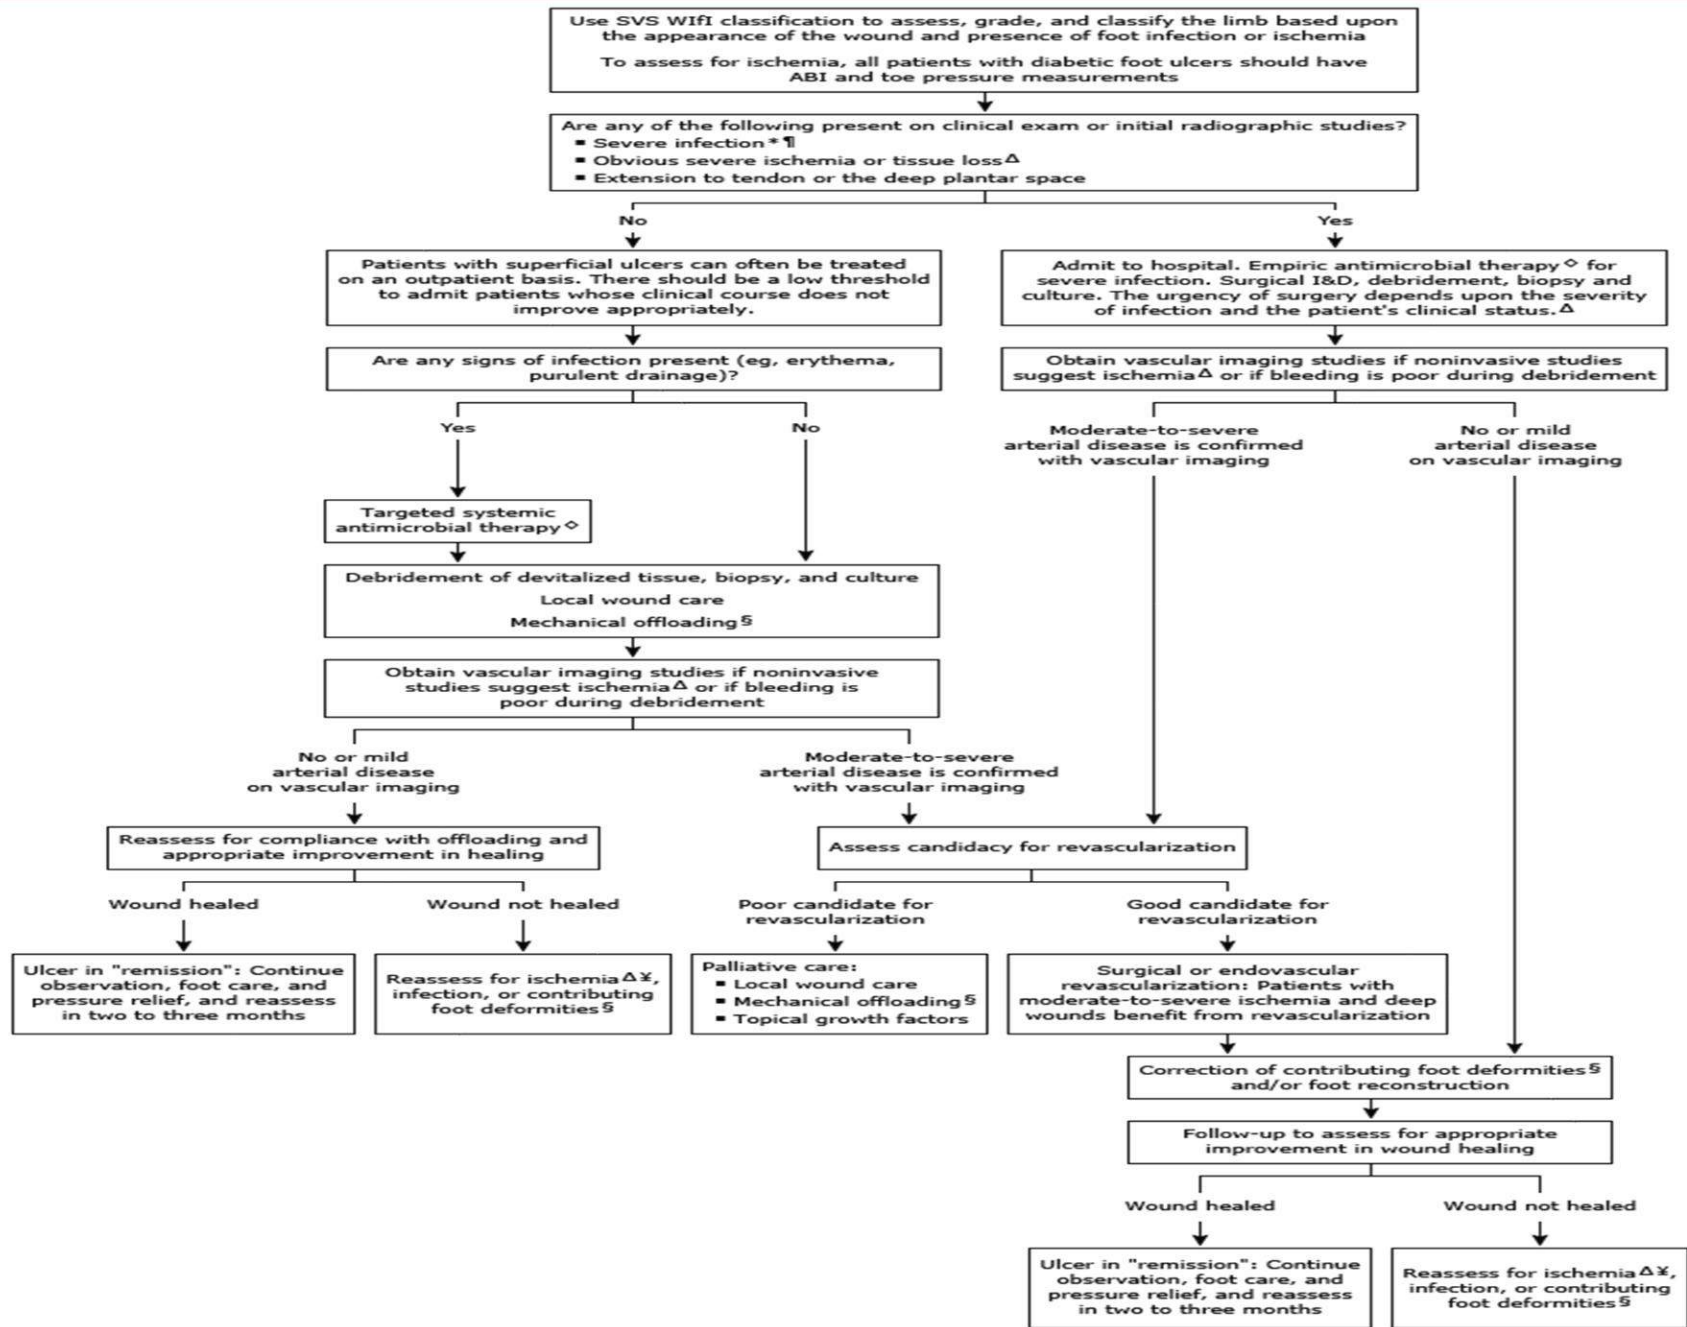 Use SVS WIfI classification to assess, grade, and classify the limb based upon
the appearance of the wound and presence of foot infection or ischemia
To assess for ischemia, all patients with diabetic foot ulcers should have
ABI and toe pressure measurements
Are any of the following present on clinical exam or initial radiographic studies?
▪ Severe infection*¶
▪ Obvious severe ischemia or tissue lossΔ
▪ Extension to tendon or the deep plantar space
No
Yes
Patients with superficial ulcers can often be treated
on an outpatient basis. There should be a low threshold
to admit patients whose clinical course does not
improve appropriately.
Admit to hospital. Empiric antimicrobial therapy◇ for
severe infection. Surgical I&D, debridement, biopsy and
culture. The urgency of surgery depends upon the severity
of infection and the patient's clinical status.Δ
Are any signs of infection present (eg, erythema,
purulent drainage)?
Obtain vascular imaging studies if noninvasive studies
suggest ischemiaΔ or if bleeding is poor during debridement
Yes
No
Moderate-to-severe
arterial disease is confirmed
with vascular imaging
No or mild
arterial disease
on vascular imaging
Targeted systemic
antimicrobial therapy◇
Debridement of devitalized tissue, biopsy, and culture
Local wound care
Mechanical offloading§
Obtain vascular imaging studies if noninvasive
studies suggest ischemiaΔ or if bleeding is
poor during debridement
No or mild
arterial disease
on vascular imaging
Moderate-to-severe
arterial disease is confirmed
with vascular imaging
Reassess for compliance with offloading and
appropriate improvement in healing
Assess candidacy for revascularization
Wound healed
Wound not healed
Poor candidate for
revascularization
Good candidate for
revascularization
Ulcer in "remission": Continue
observation, foot care, and
pressure relief, and reassess
in two to three months
Reassess for ischemiaΔ¥,
infection, or contributing
foot deformities§
Palliative care:
▪ Local wound care
▪ Mechanical offloading§
▪ Topical growth factors
Surgical or endovascular
revascularization: Patients with
moderate-to-severe ischemia and deep
wounds benefit from revascularization
Correction of contributing foot deformities§
and/or foot reconstruction
Follow-up to assess for appropriate
improvement in wound healing
Wound healed
Wound not healed
Ulcer in "remission": Continue
observation, foot care, and
pressure relief, and reassess
in two to three months
Reassess for ischemiaΔ¥,
infection, or contributing
foot deformities§